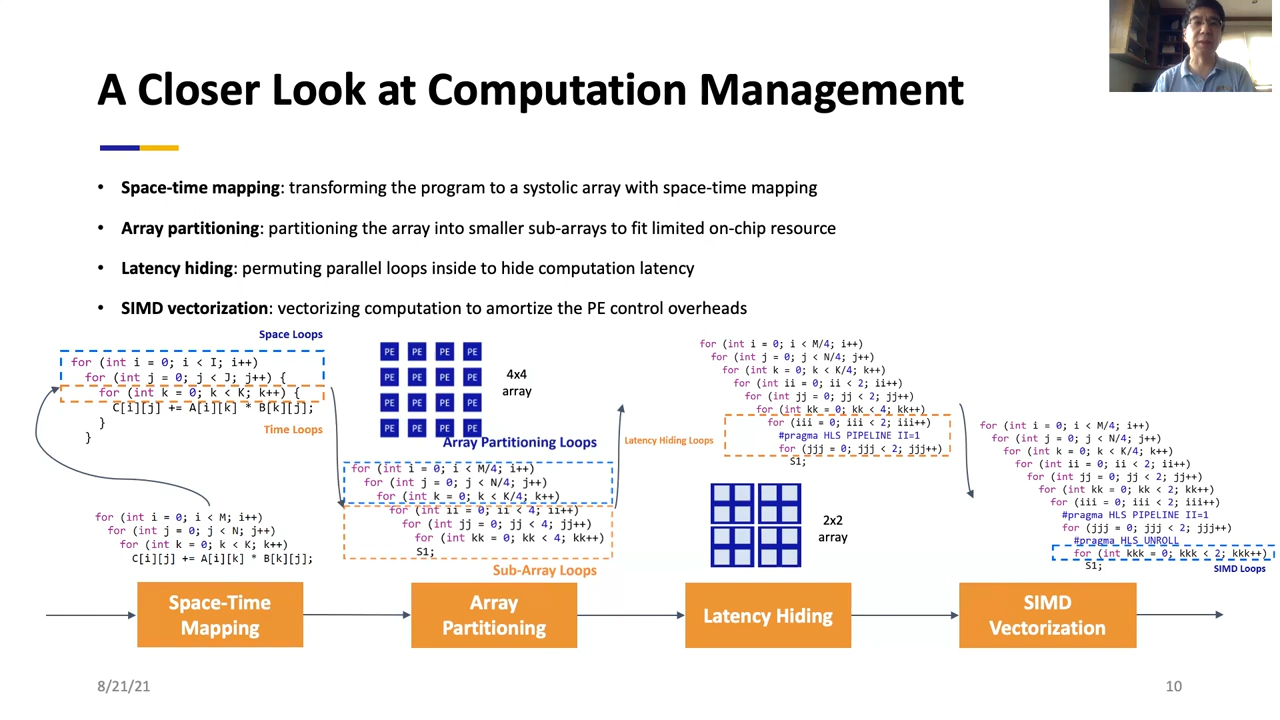 A Closer Look at Computation Management
• Space-time mapping: transforming the program to a systolic array with space-time mapping
• Array partitioning: partitioning the array into smaller sub-arrays to fit limited on-chip resource
• Latency hiding: permuting parallel loops inside to hide computation latency
• SIMD vectorization: vectorizing computation to amortize the PE control overheads
Space Loops
for (int i = 0; i < I; i++)
for (int j = 0; j < J; j++) {
for (int k = 0; k < K; k++) {
C[i][j] += A[i][k] * B[k][j];
}
}
Time Loops
for (int i = 0; i < M; i++)
for (int j = 0; j < N; j++)
for (int k = 0; k < K; k++)
C[i][j] += A[i][k] * B[k][j];
PE PE PE PE
PE PE PE PE
PE PE PE PE
PE PE PE PE
4x4
array
Array Partitioning Loops
for (int i = 0; i < M/4; i++)
for (int j = 0; j < N/4; j++)
for (int k = 0; k < K/4; k++)
for (int ii = 0; ii < 4; ii++)
for (int jj = 0; jj < 4; jj++)
for (int kk = 0; kk < 4; kk++)
S1;
Sub-Array Loops
for (int i = 0; i < M/4; i++)
for (int j = 0; j < N/4; j++)
for (int k = 0; k < K/4; k++)
for (int ii = 0; ii < 2; ii++)
for (int jj = 0; jj < 2; jj++)
for (int kk = 0; kk < 4; kk++)
for (iii = 0; iii < 2; iii++)
#pragma HLS PIPELINE II=1
for (jjj = 0; jjj < 2; jjj++)
S1;
Latency Hiding Loops
2x2
array
for (int i = 0; i < M/4; i++)
for (int j = 0; j < N/4; j++)
for (int k = 0; k < K/4; k++)
for (int ii = 0; ii < 2; ii++)
for (int jj = 0; jj < 2; jj++)
for (int kk = 0; kk < 2; kk++)
for (iii = 0; iii < 2; iii++)
#pragma HLS PIPELINE II=1
for (jjj = 0; jjj < 2; jjj++)
#pragma HLS UNROLL
for (int kkk = 0; kkk < 2; kkk++)
S1;
SIMD Loops
Space-Time
Mapping
Array
Partitioning
Latency Hiding
SIMD
Vectorization
8/21/21
10